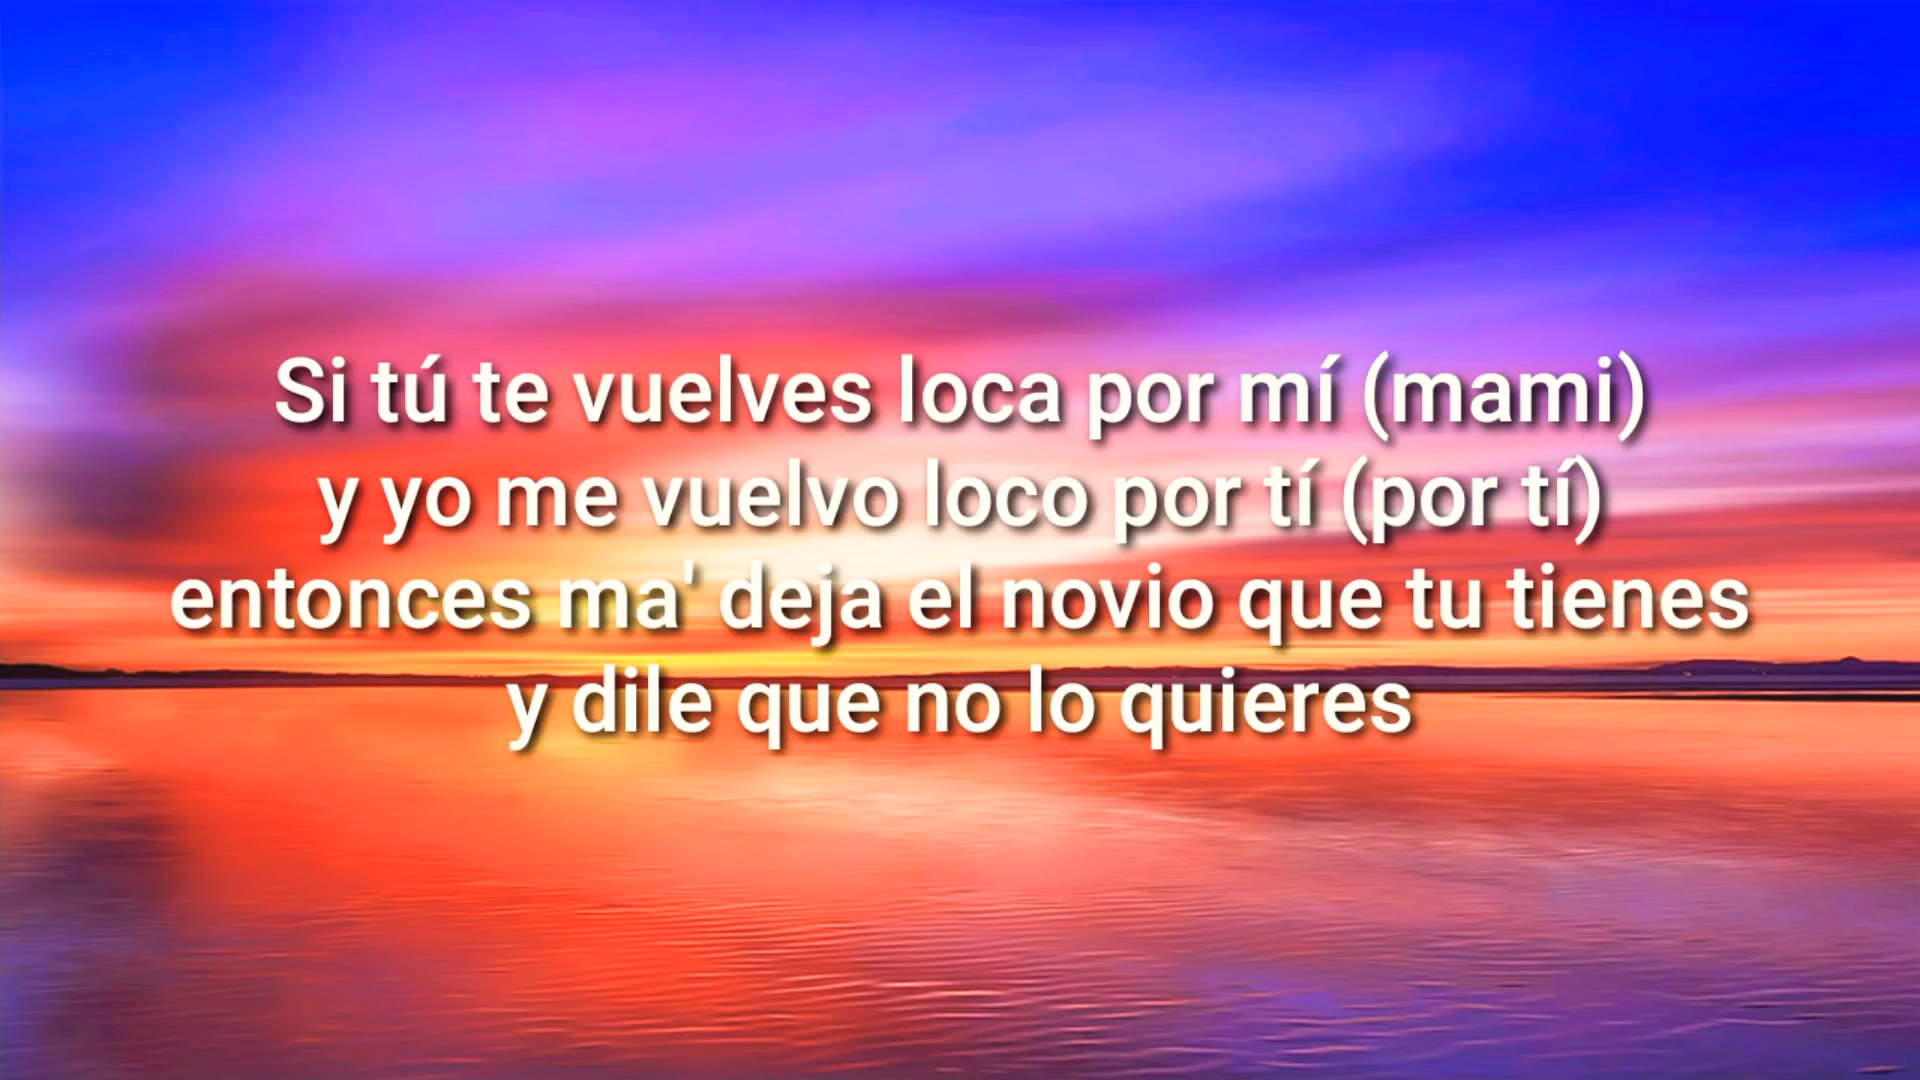 Si tú te vuelves loca por mí (mami)
y yo me vuelvo loco por tí (por tí)
entonces ma' deja el novio que tu tienes
y dile que no lo quieres